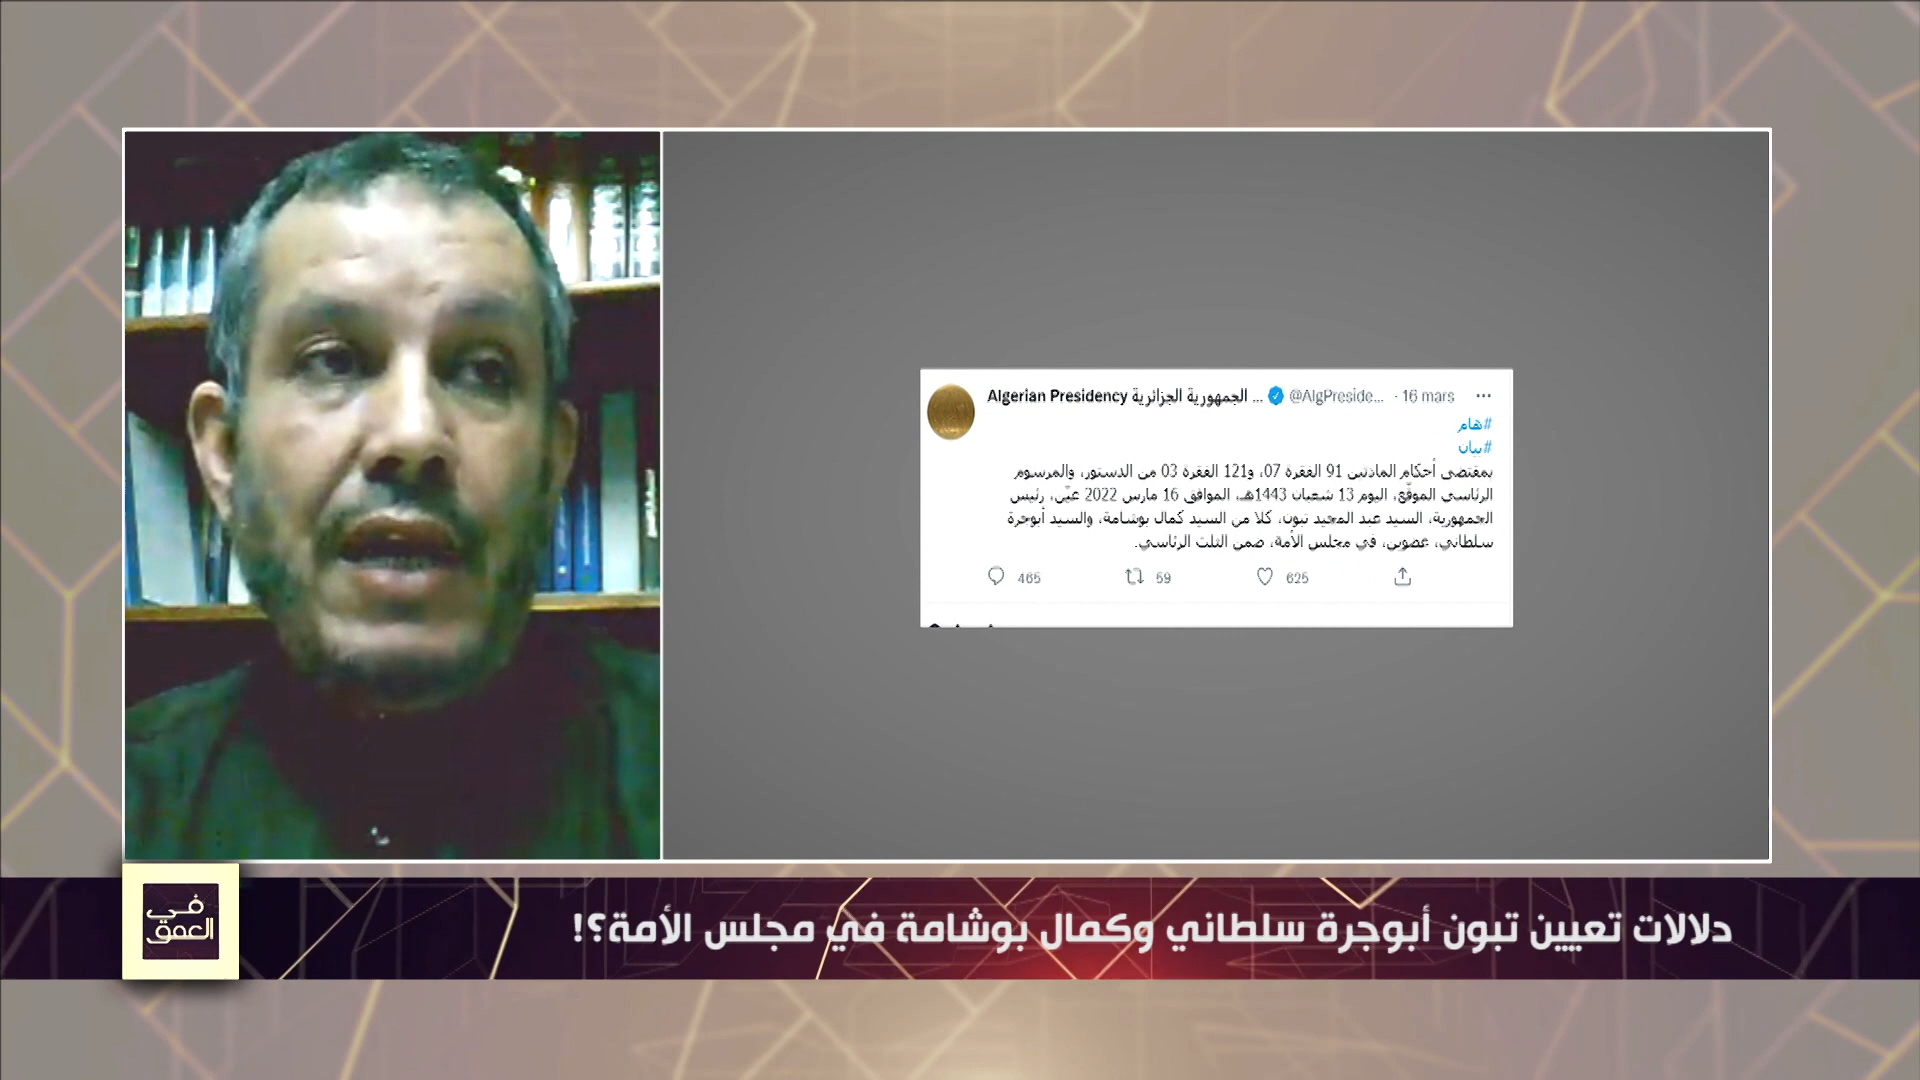 Algerian Presidency الجمهورية الجزائرية ... @AlgPreside... · 16 mars
#هام
#بيان
بمقتضى أحكام المادتين 91 الفقرة 07، و121 الفقرة 03 من الدستور، والمرسوم
الرئاسي الموقّع، اليوم 13 شعبان 1443هـ، الموافق 16 مارس 2022 عيّن، رئيس
الجمهورية، السيد عبد المجيد تبون، كلا من السيد كمال بوشامة، والسيد أبوجرة
سلطاني، عضوين، في مجلس الأمة، ضمن الثلث الرئاسي.
465 59 625
في
العمق
دلالات تعيين تبون أبوجرة سلطاني وكمال بوشامة في مجلس الأمة؟!